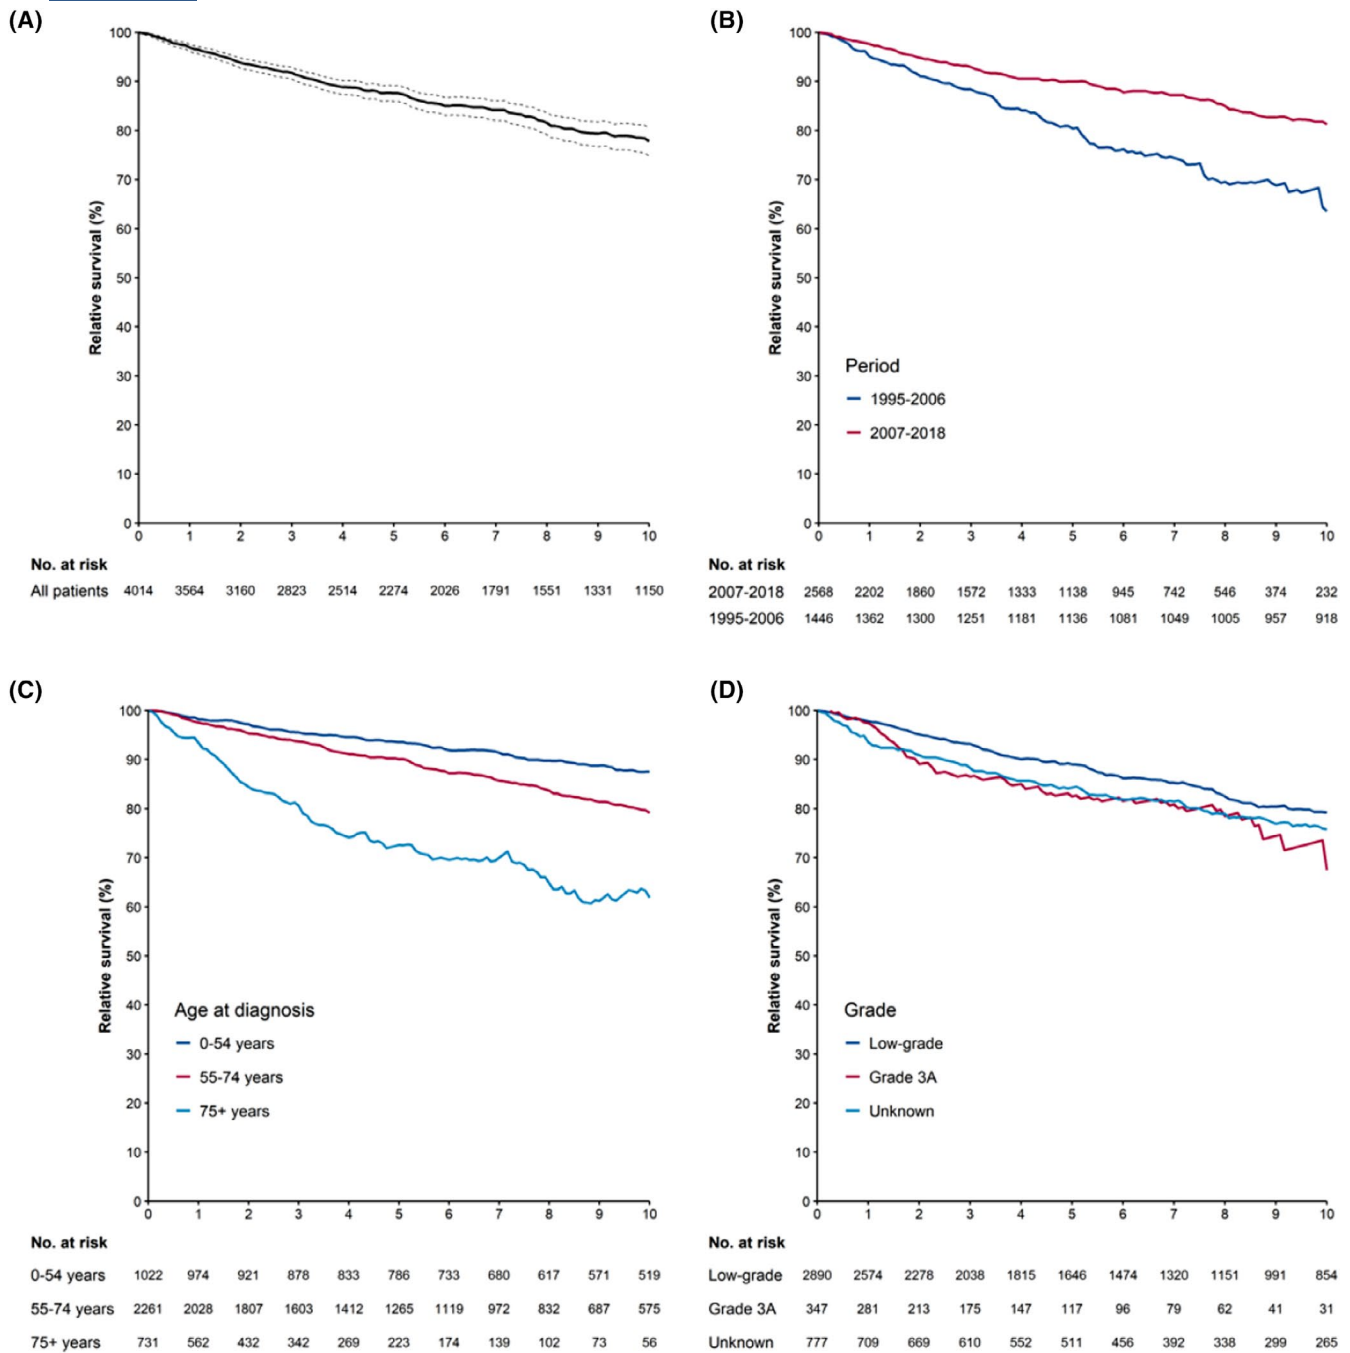 (A)
100
90
80
70
60
50
40
30
20
10
0
Relative survival (%)
0 1 2 3 4 5 6 7 8 9 10
No. at risk
All patients 4014 3564 3160 2823 2514 2274 2026 1791 1551 1331 1150
(B)
100
90
80
70
60
50
40
30
20
10
0
Relative survival (%)
Period
1995-2006
2007-2018
0 1 2 3 4 5 6 7 8 9 10
No. at risk
2007-2018 2568 2202 1860 1572 1333 1138 945 742 546 374 232
1995-2006 1446 1362 1300 1251 1181 1136 1081 1049 1005 957 918
(C)
100
90
80
70
60
50
40
30
20
10
0
Relative survival (%)
Age at diagnosis
0-54 years
55-74 years
75+ years
0 1 2 3 4 5 6 7 8 9 10
No. at risk
0-54 years 1022 974 921 878 833 786 733 680 617 571 519
55-74 years 2261 2028 1807 1603 1412 1265 1119 972 832 687 575
75+ years 731 562 432 342 269 223 174 139 102 73 56
(D)
100
90
80
70
60
50
40
30
20
10
0
Relative survival (%)
Grade
Low-grade
Grade 3A
Unknown
0 1 2 3 4 5 6 7 8 9 10
No. at risk
Low-grade 2890 2574 2278 2038 1815 1646 1474 1320 1151 991 854
Grade 3A 347 281 213 175 147 117 96 79 62 41 31
Unknown 777 709 669 610 552 511 456 392 338 299 265